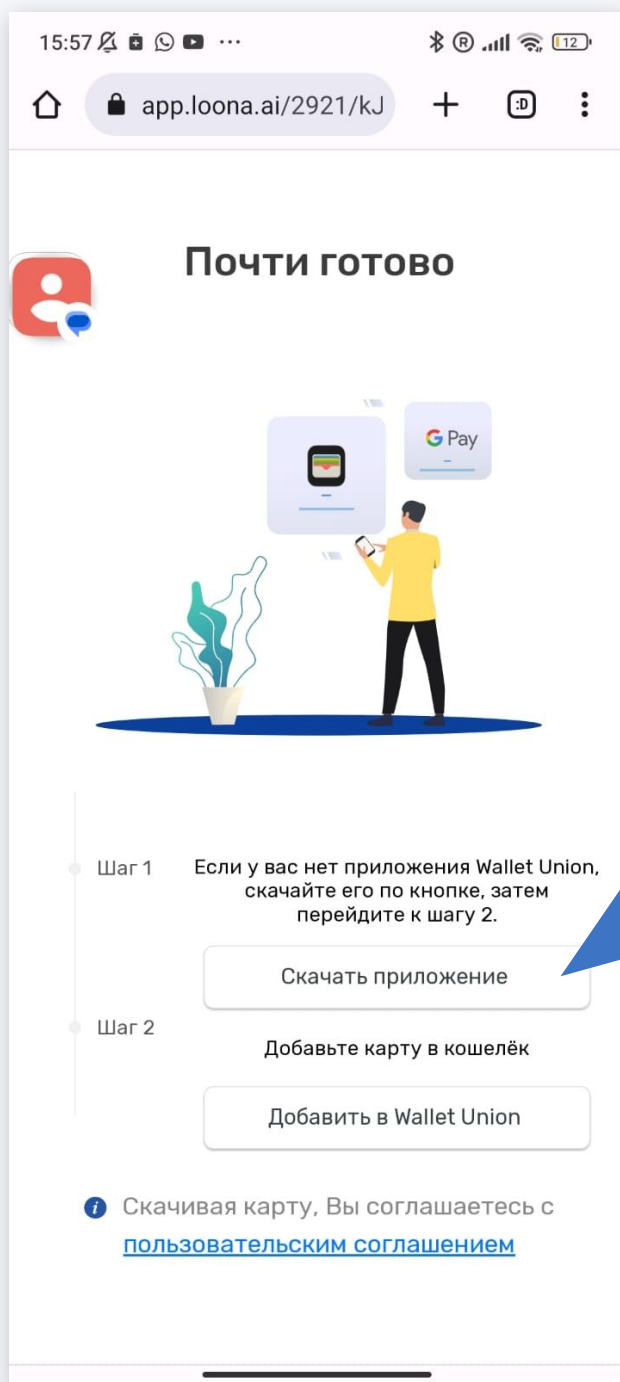 15:57
12
app.loona.ai/2921/kJ
:D
Почти готово
G Pay
Шаг 1
Если у вас нет приложения Wallet Union,
скачайте его по кнопке, затем
перейдите к шагу 2.
Скачать приложение
Шаг 2
Добавьте карту в кошелёк
Добавить в Wallet Union
Скачивая карту, Вы соглашаетесь с
пользовательским соглашением